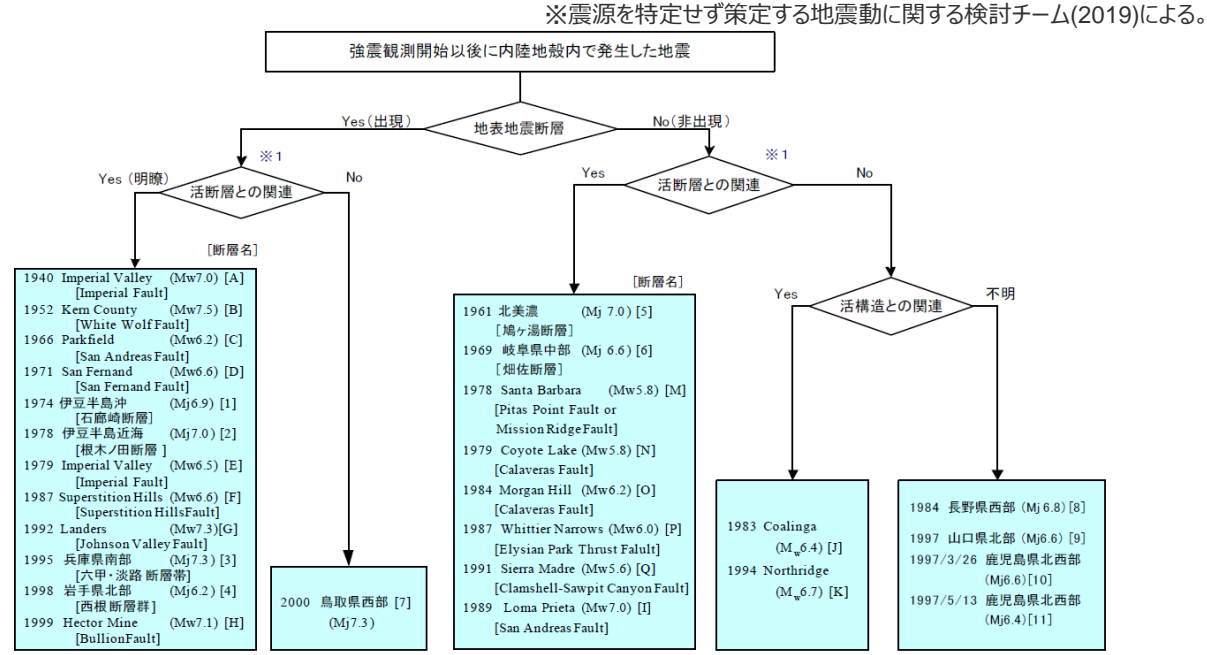 ※震源を特定せず策定する地震動に関する検討チーム(2019)による。
強震観測開始以後に内陸地殻内で発生した地震
Yes(出現)
地表地震断層
No(非出現)
※1
Yes (明瞭)
活断層との関連
No
※1
Yes
活断層との関連
No
[断層名]
1940 Imperial Valley (Mw7.0) [A]
[Imperial Fault]
1952 Kern County (Mw7.5) [B]
[White Wolf Fault]
1966 Parkfield (Mw6.2) [C]
[San Andreas Fault]
1971 San Fernand (Mw6.6) [D]
[San Fernand Fault]
1974 伊豆半島沖 (Mj6.9) [1]
[石廊崎断層]
1978 伊豆半島近海 (Mj7.0) [2]
[根木ノ田断層 ]
1979 Imperial Valley (Mw6.5) [E]
[Imperial Fault]
1987 Superstition Hills (Mw6.6) [F]
[Superstition HillsFault]
1992 Landers (Mw7.3)[G]
[Johnson Valley Fault]
1995 兵庫県南部 (Mj7.3) [3]
[六甲・淡路 断層帯]
1998 岩手県北部 (Mj6.2) [4]
[西根断層群]
1999 Hector Mine (Mw7.1) [H]
[BullionFault]
2000 鳥取県西部 [7]
(Mj7.3)
[断層名]
1961 北美濃 (Mj 7.0) [5]
[鳩ヶ湯断層]
1969 岐阜県中部 (Mj 6.6) [6]
[畑佐断層]
1978 Santa Barbara (Mw5.8) [M]
[Pitas Point Fault or
Mission Ridge Fault]
1979 Coyote Lake (Mw5.8) [N]
[Calaveras Fault]
1984 Morgan Hill (Mw6.2) [O]
[Calaveras Fault]
1987 Whittier Narrows (Mw6.0) [P]
[Elysian Park Thrust Falult]
1991 Sierra Madre (Mw5.6) [Q]
[Clamshell-Sawpit Canyon Fault]
1989 Loma Prieta (Mw7.0) [I]
[San Andreas Fault]
Yes
活構造との関連
不明
1983 Coalinga
(Mw6.4) [J]
1994 Northridge
(Mw6.7) [K]
1984 長野県西部 (Mj 6.8) [8]
1997 山口県北部 (Mj6.6) [9]
1997/3/26 鹿児島県北西部
(Mj6.6)[10]
1997/5/13 鹿児島県北西部
(Mj6.4)[11]